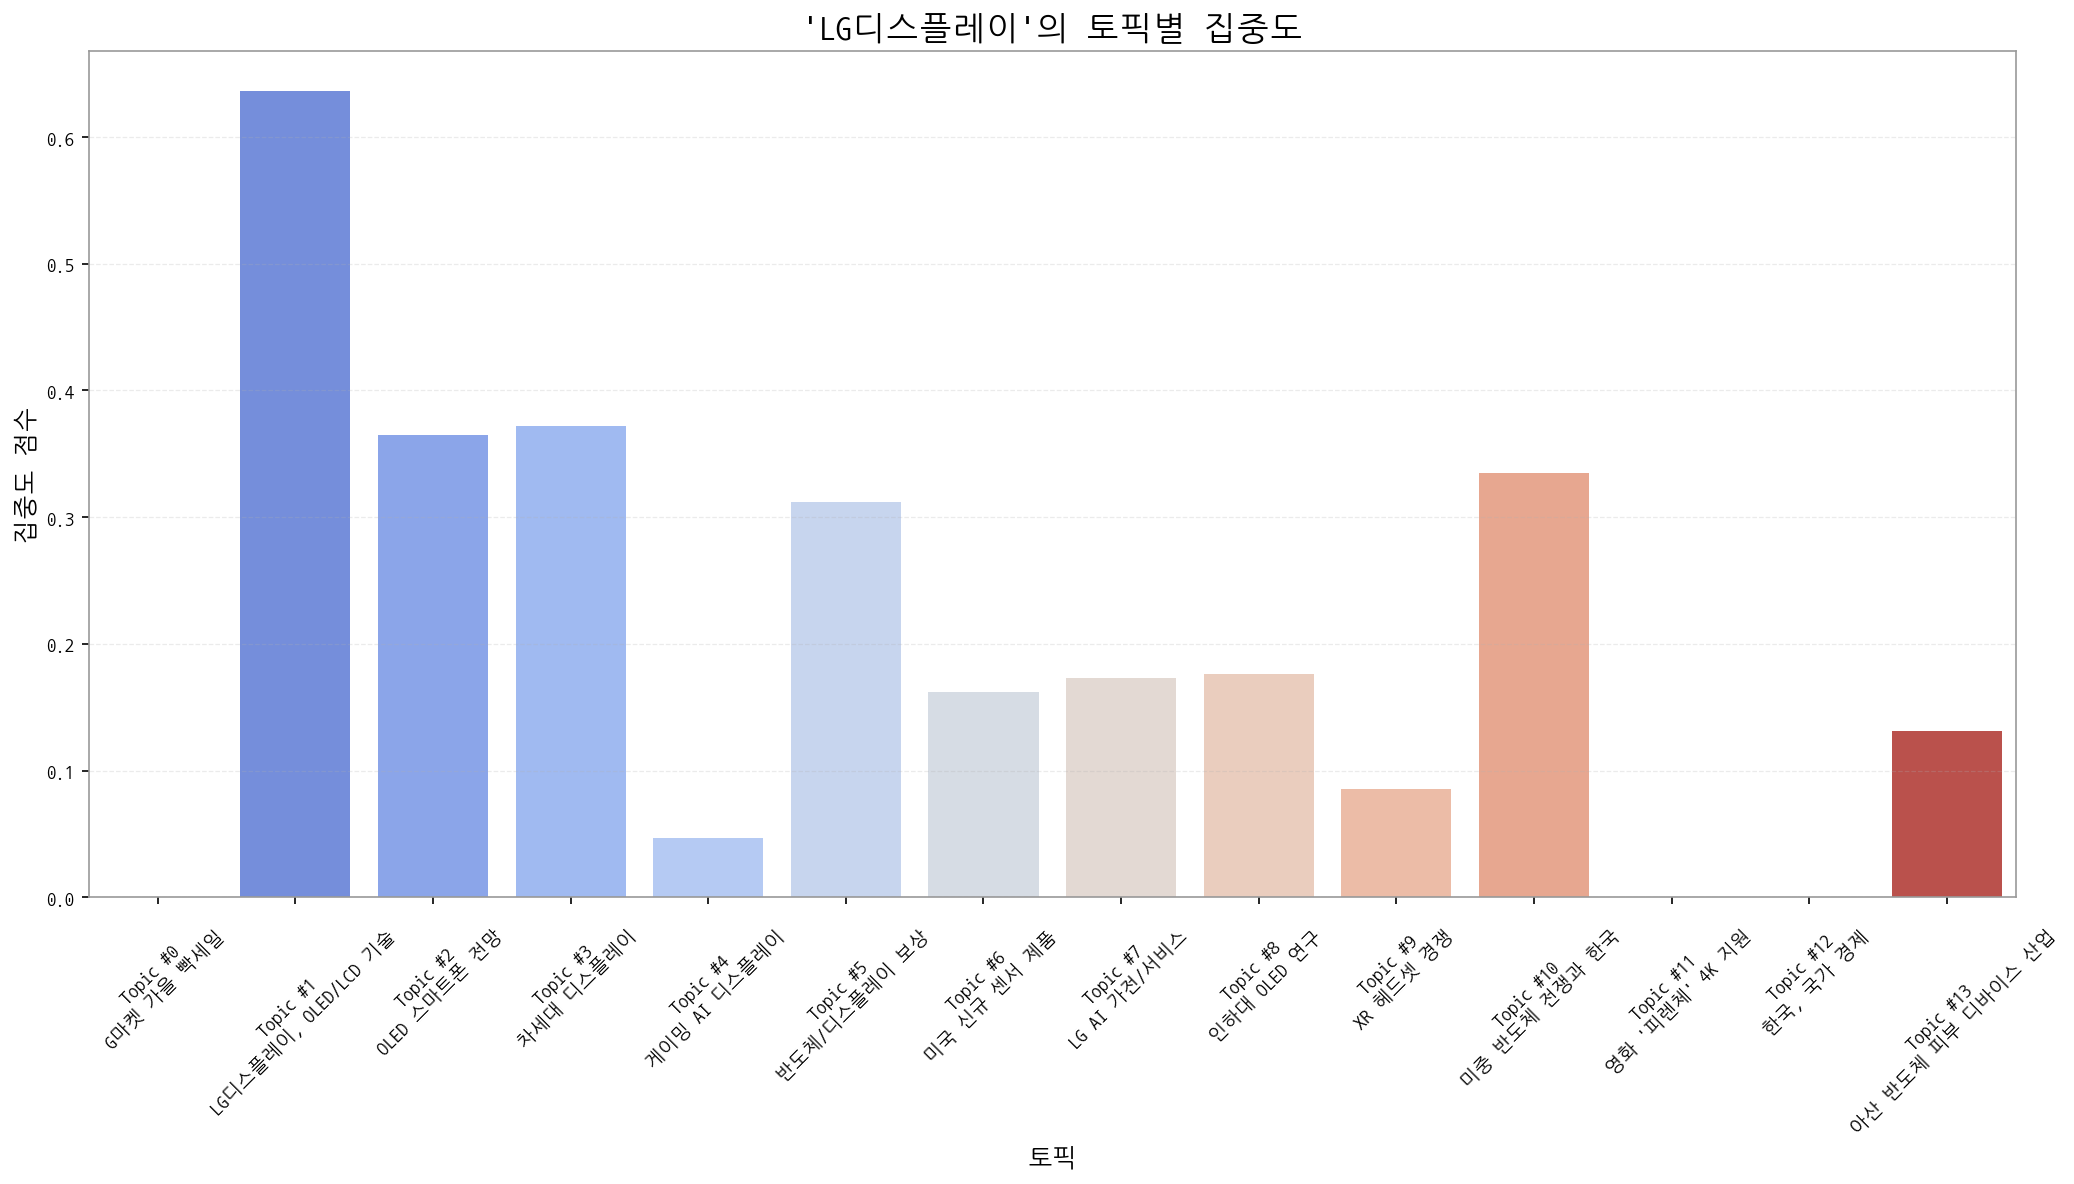 'LG디스플레이'의 토픽별 집중도
집중도 점수
0.6
0.5
0.4
0.3
0.2
0.1
0.0
Topic #0
G마켓 가을 빡세일
Topic #1
LG디스플레이, OLED/LCD 기술
Topic #2
OLED 스마트폰 전망
Topic #3
차세대 디스플레이
Topic #4
게이밍 AI 디스플레이
Topic #5
반도체/디스플레이 보상
Topic #6
미국 신규 센서 제품
Topic #7
LG AI 가전/서비스
Topic #8
인하대 OLED 연구
Topic #9
XR 헤드셋 경쟁
Topic #10
미중 반도체 전쟁과 한국
Topic #11
영화 '피렌체' 4K 지원
Topic #12
한국, 국가 경제
Topic #13
아산 반도체 피부 디바이스 산업
토픽